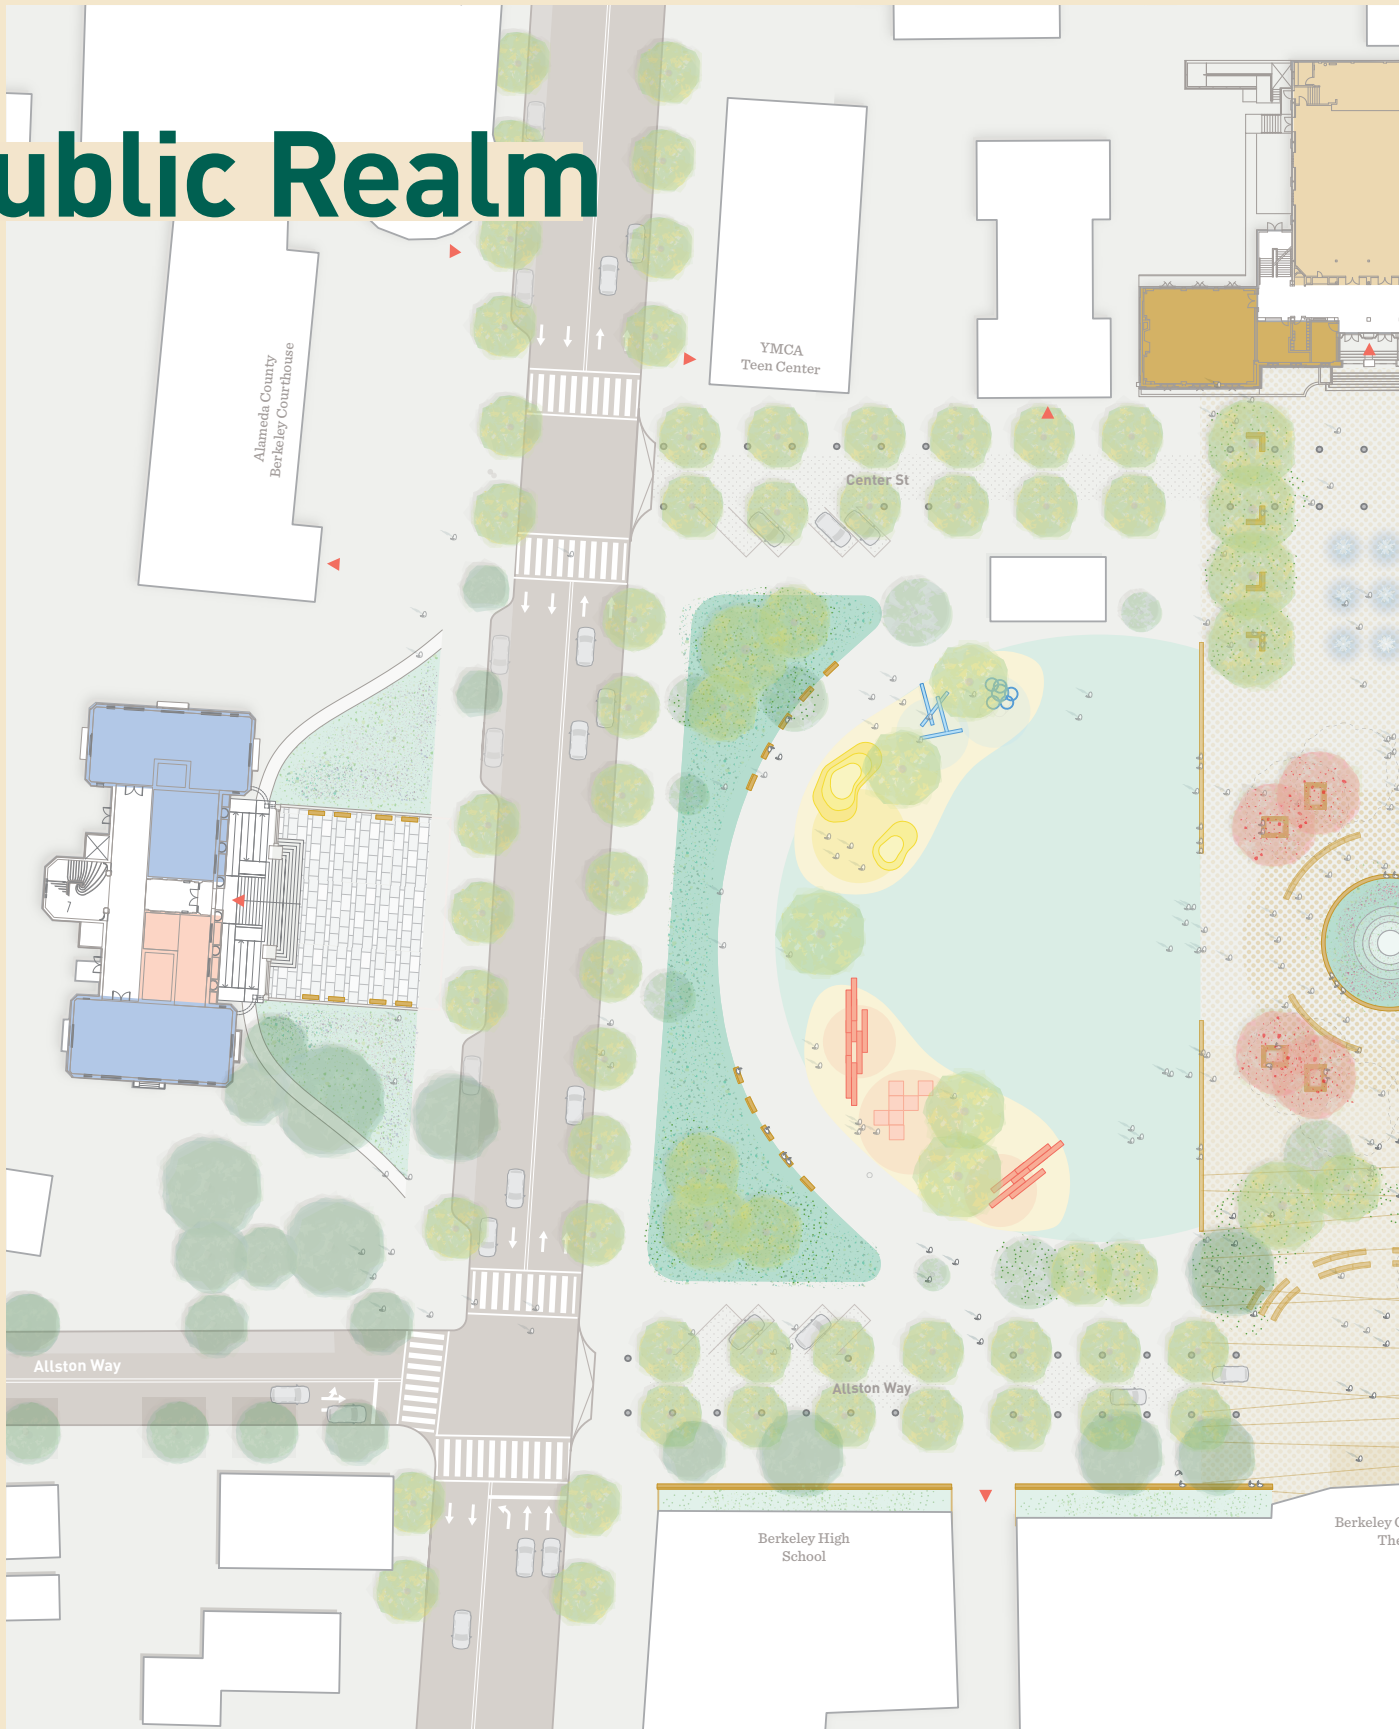 ublic Realm
Alameda County
Berkeley Courthouse
YMCA
Teen Center
Center St
Allston Way
Allston Way
Berkeley High
School
Berkeley
The